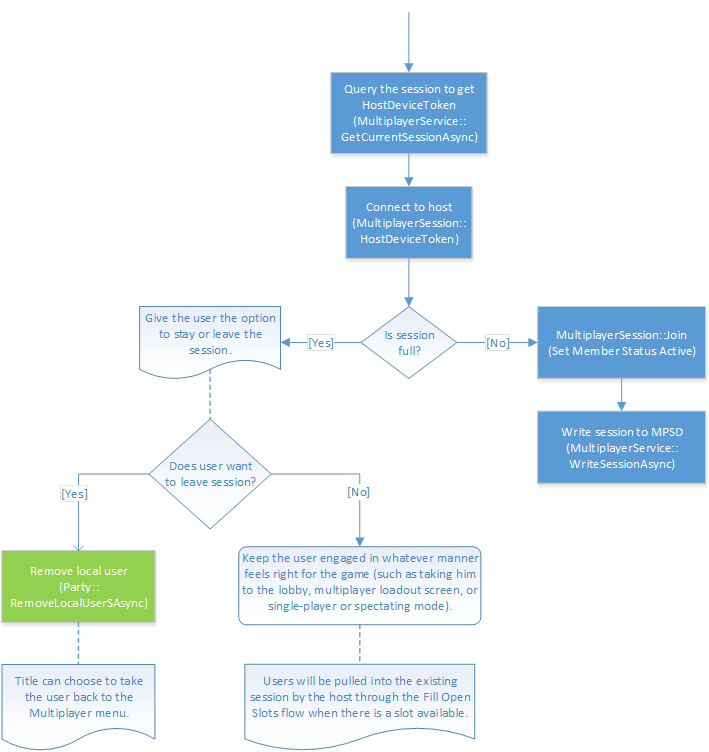 Query the session to get
HostDeviceToken
(MultiplayerService::
GetCurrentSessionAsync)
Connect to host
(MultiplayerSession::
HostDeviceToken)
Give the user the option
to stay or leave the
session.
[Yes]
Is session
full?
[No]
MultiplayerSession::Join
(Set Member Status Active)
Write session to MPSD
(MultiplayerService::
WriteSessionAsync)
Does user want
to leave session?
[Yes]
[No]
Remove local user
(Party::
RemoveLocalUserSAsync)
Keep the user engaged in whatever manner
feels right for the game (such as taking him
to the lobby, multiplayer loadout screen, or
single-player or spectating mode).
Title can choose to take
the user back to the
Multiplayer menu.
Users will be pulled into the existing
session by the host through the Fill Open
Slots flow when there is a slot available.